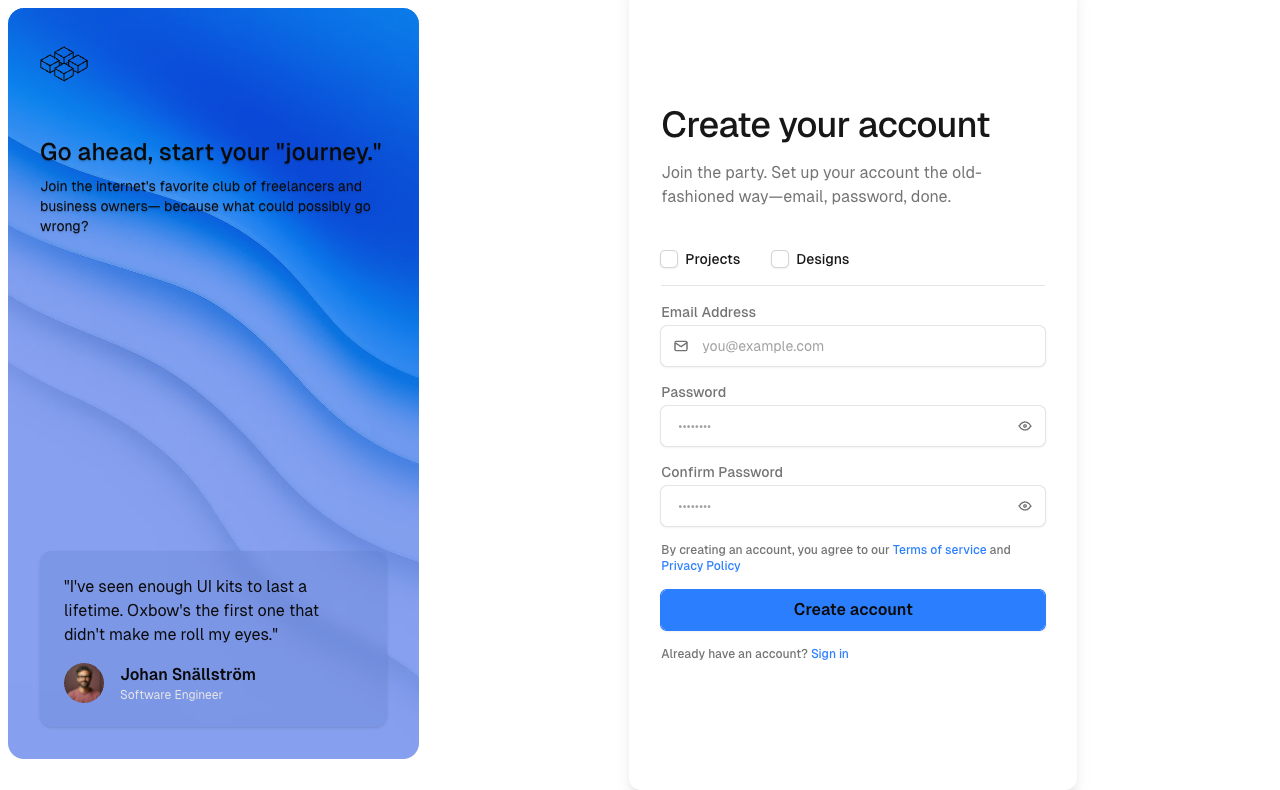 Go ahead, start your "journey."
Join the internet's favorite club of freelancers and
business owners— because what could possibly go
wrong?
"I've seen enough UI kits to last a
lifetime. Oxbow's the first one that
didn't make me roll my eyes."
Johan Snällström
Software Engineer
Create your account
Join the party. Set up your account the old-
fashioned way—email, password, done.
Projects
Designs
Email Address
you@example.com
Password
••••••••
Confirm Password
••••••••
By creating an account, you agree to our Terms of service and
Privacy Policy
Create account
Already have an account? Sign in